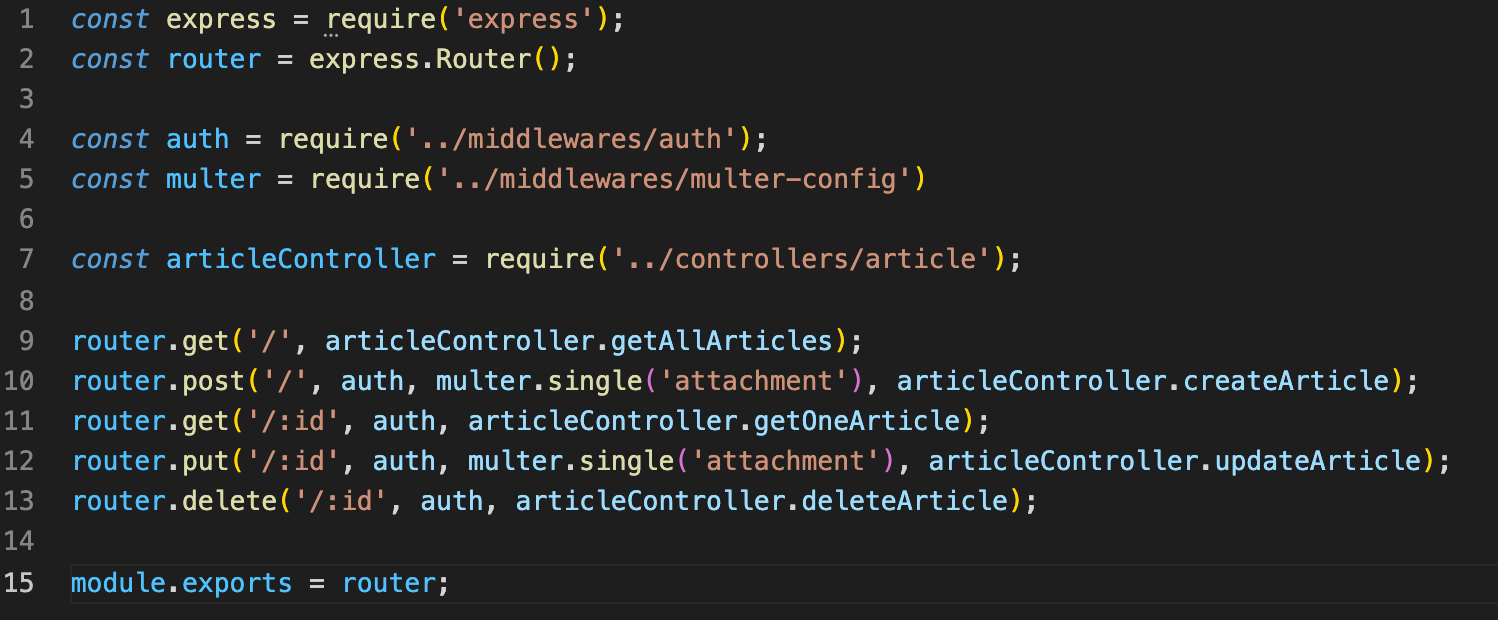 1 const express = require('express');
2 const router = express.Router();
3
4 const auth = require('../middlewares/auth');
5 const multer = require('../middlewares/multer-config')
6
7 const articleController = require('../controllers/article');
8
9 router.get('/', articleController.getAllArticles);
10 router.post('/', auth, multer.single('attachment'), articleController.createArticle);
11 router.get('/:id', auth, articleController.getOneArticle);
12 router.put('/:id', auth, multer.single('attachment'), articleController.updateArticle);
13 router.delete('/:id', auth, articleController.deleteArticle);
14
15 module.exports = router;